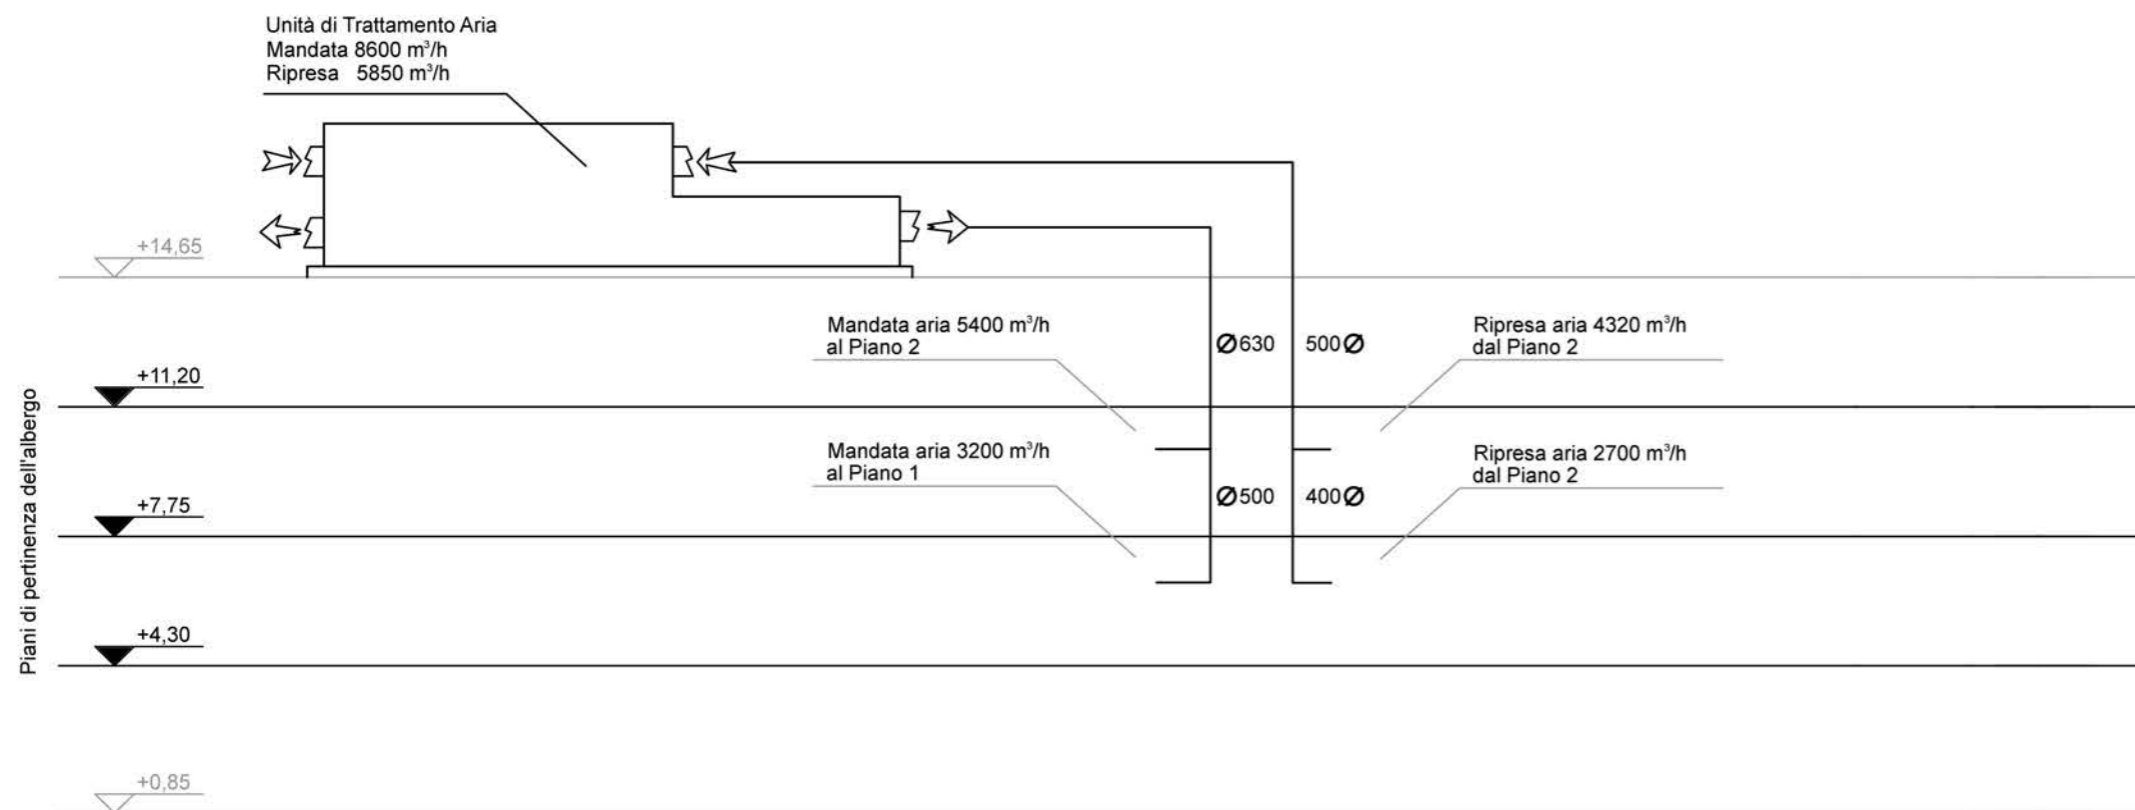 Unità di Trattamento Aria
Mandata 8600 m³/h
Ripresa 5850 m³/h
+14,65
Mandata aria 5400 m³/h
al Piano 2
Ø630
500Ø
Ripresa aria 4320 m³/h
dal Piano 2
+11,20
Mandata aria 3200 m³/h
al Piano 1
Ø500
400Ø
Ripresa aria 2700 m³/h
dal Piano 2
+7,75
+4,30
+0,85
Piani di pertinenza dell'albergo